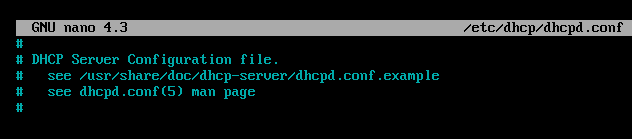 GNU nano 4.3 /etc/dhcp/dhcpd.conf
#
# DHCP Server Configuration file.
#   see /usr/share/doc/dhcp-server/dhcpd.conf.example
#   see dhcpd.conf(5) man page
#